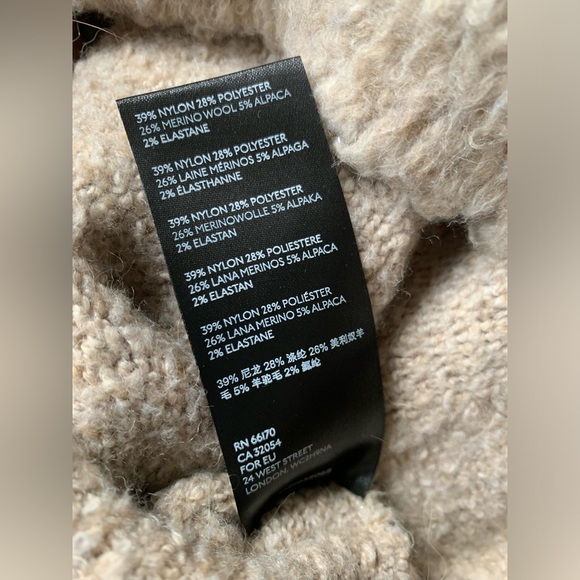 39% NYLON 28% POLYESTER
26% MERINO WOOL 5% ALPACA
2% ELASTANE
39% NYLON 28% POLYESTER
26% LAINE MÉRINOS 5% ALPAGA
2% ÉLASTHANNE
39% NYLON 28% POLYESTER
26% MERINOWOLLE 5% ALPAKA
2% ELASTAN
39% NYLON 28% POLIESTERE
26% LANA MERINOS 5% ALPACA
2% ELASTAN
39% NYLON 28% POLIÉSTER
26% LANA MERINO 5% ALPACA
2% ELASTANE
39% 尼龙 28% 涤纶 26% 美利奴羊
毛 5% 羊驼毛 2% 氨纶
RN 66170
CA 32054
FOR EU
24 WEST STREET
LONDON, WC2H9NA